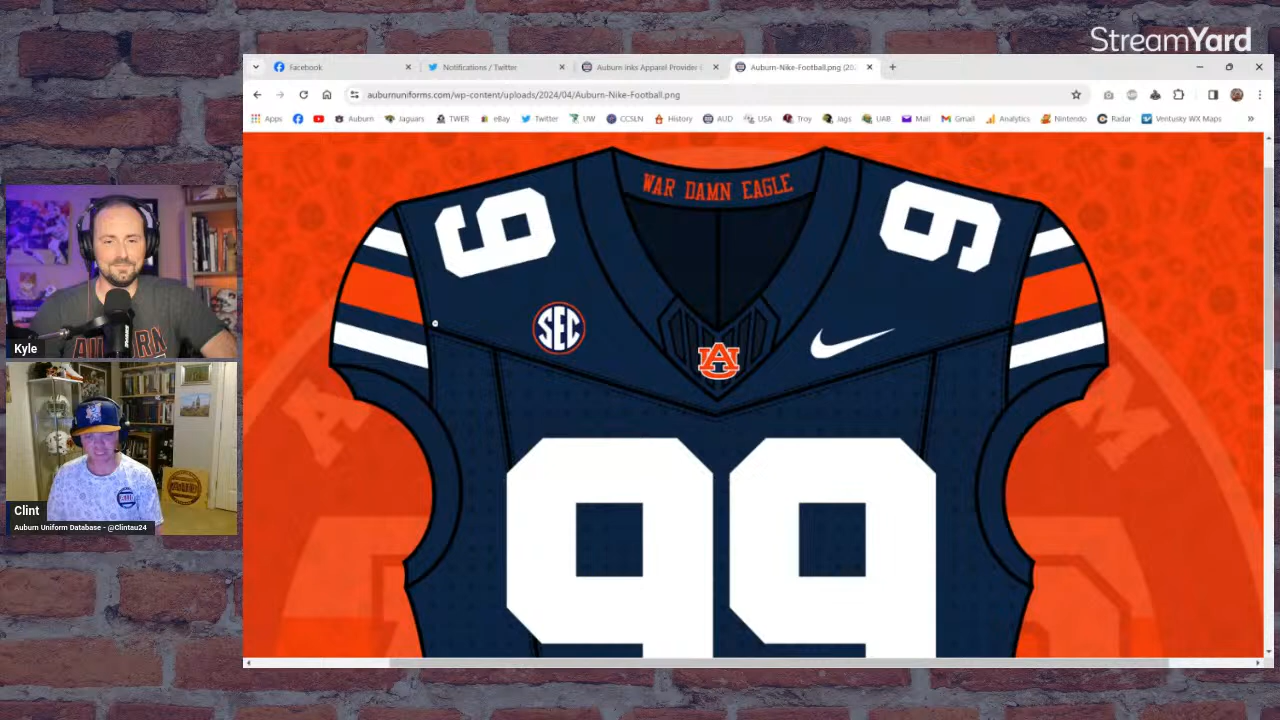 StreamYard
Facebook
Notifications / Twitter
Auburn Inks Apparel Provider (
Auburn-Nike-Football.png (20
auburnuniforms.com/wp-content/uploads/2024/04/Auburn-Nike-Football.png
Apps
Auburn
Jaguars
TWER
eBay
Twitter
UW
CCSLN
History
AUD
USA
Troy
Jags
UAB
Mail
Gmail
Analytics
Nintendo
Radar
Ventusky WX Maps
WAR DAMN EAGLE
9
9
SEC
AU
99
A
M
Kyle
Clint
Auburn Uniform Database - @Clintau24